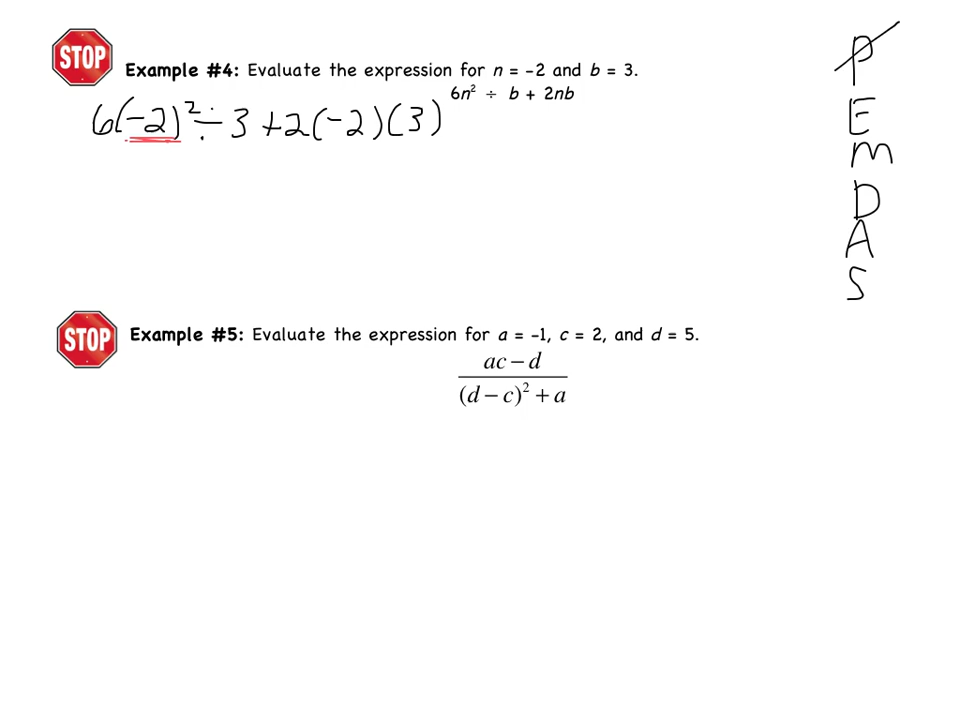 STOP
Example #4: Evaluate the expression for n = -2 and b = 3.
6n² ÷ b + 2nb
6(-2)² ÷ 3 + 2(-2)(3)
P
E
M
D
A
S
STOP
Example #5: Evaluate the expression for a = -1, c = 2, and d = 5.
ac − d
(d − c)² + a